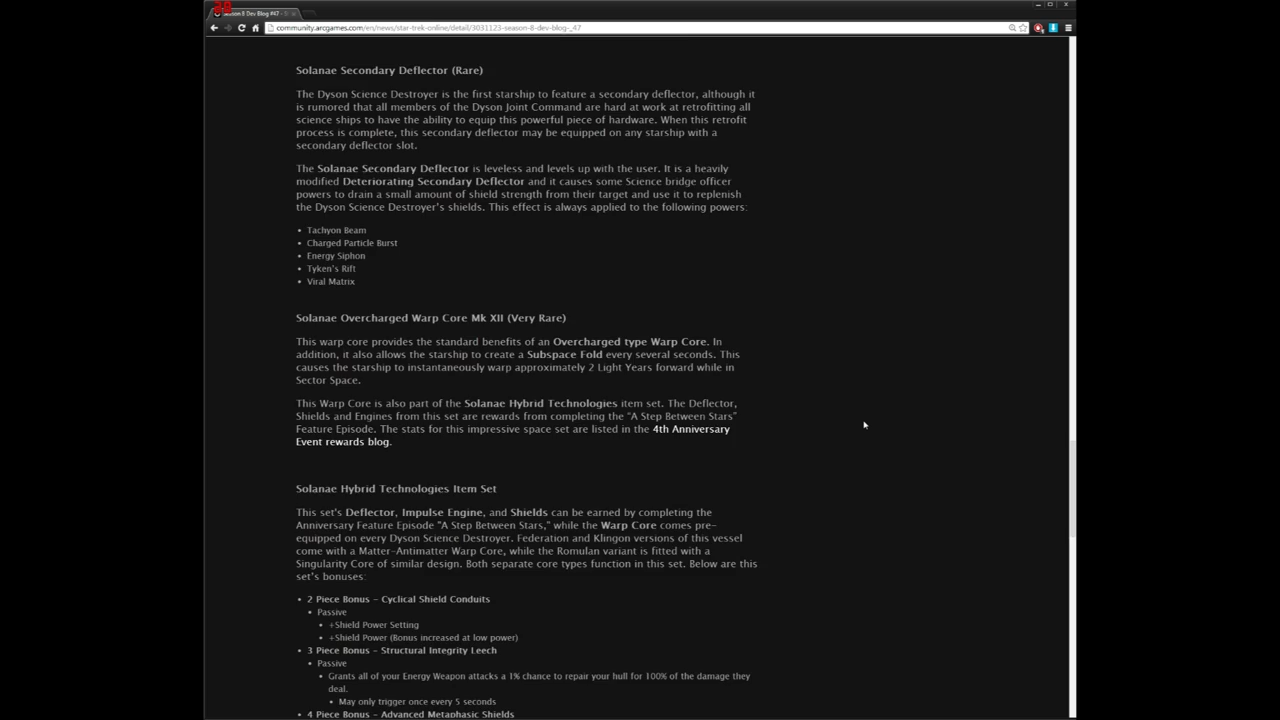 28
Season 8 Dev Blog #47 - S
community.arcgames.com/en/news/star-trek-online/detail/3031123-season-8-dev-blog-_47
Solanae Secondary Deflector (Rare)
The Dyson Science Destroyer is the first starship to feature a secondary deflector, although it
is rumored that all members of the Dyson Joint Command are hard at work at retrofitting all
science ships to have the ability to equip this powerful piece of hardware. When this retrofit
process is complete, this secondary deflector may be equipped on any starship with a
secondary deflector slot.
The Solanae Secondary Deflector is leveless and levels up with the user. It is a heavily
modified Deteriorating Secondary Deflector and it causes some Science bridge officer
powers to drain a small amount of shield strength from their target and use it to replenish
the Dyson Science Destroyer's shields. This effect is always applied to the following powers:
• Tachyon Beam
• Charged Particle Burst
• Energy Siphon
• Tyken's Rift
• Viral Matrix
Solanae Overcharged Warp Core Mk XII (Very Rare)
This warp core provides the standard benefits of an Overcharged type Warp Core. In
addition, it also allows the starship to create a Subspace Fold every several seconds. This
causes the starship to instantaneously warp approximately 2 Light Years forward while in
Sector Space.
This Warp Core is also part of the Solanae Hybrid Technologies item set. The Deflector,
Shields and Engines from this set are rewards from completing the "A Step Between Stars"
Feature Episode. The stats for this impressive space set are listed in the 4th Anniversary
Event rewards blog.
Solanae Hybrid Technologies Item Set
This set's Deflector, Impulse Engine, and Shields can be earned by completing the
Anniversary Feature Episode "A Step Between Stars," while the Warp Core comes pre-
equipped on every Dyson Science Destroyer. Federation and Klingon versions of this vessel
come with a Matter-Antimatter Warp Core, while the Romulan variant is fitted with a
Singularity Core of similar design. Both separate core types function in this set. Below are this
set's bonuses:
• 2 Piece Bonus - Cyclical Shield Conduits
• Passive
• +Shield Power Setting
• +Shield Power (Bonus increased at low power)
• 3 Piece Bonus - Structural Integrity Leech
• Passive
• Grants all of your Energy Weapon attacks a 1% chance to repair your hull for 100% of the damage they
deal.
• May only trigger once every 5 seconds
• 4 Piece Bonus - Advanced Metaphasic Shields